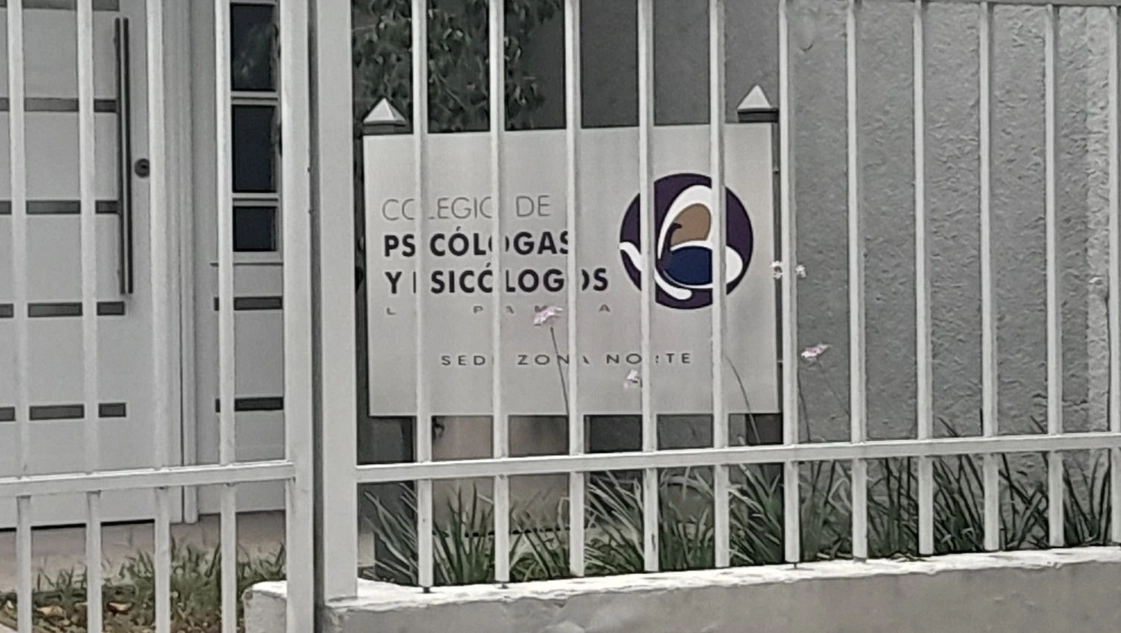 COLEGIO DE
PSICÓLOGAS
Y PSICÓLOGOS
LA PAMPA
SEDE ZONA NORTE